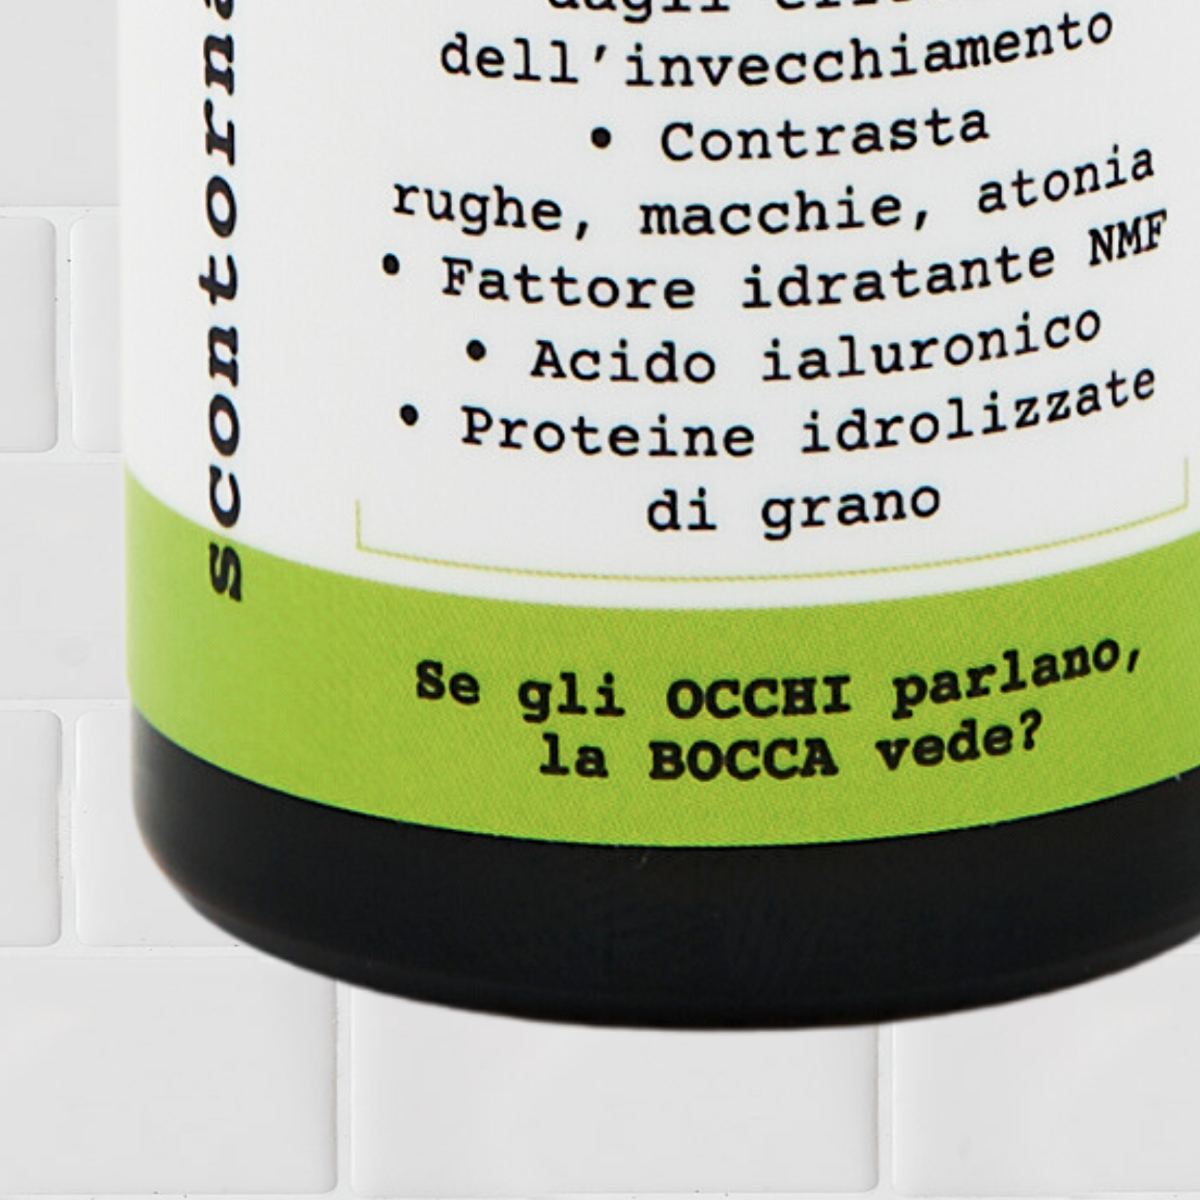 dell'invecchiamento
• Contrasta
rughe, macchie, atonia
• Fattore idratante NMF
• Acido ialuronico
• Proteine idrolizzate
di grano
Se gli OCCHI parlano,
la BOCCA vede?